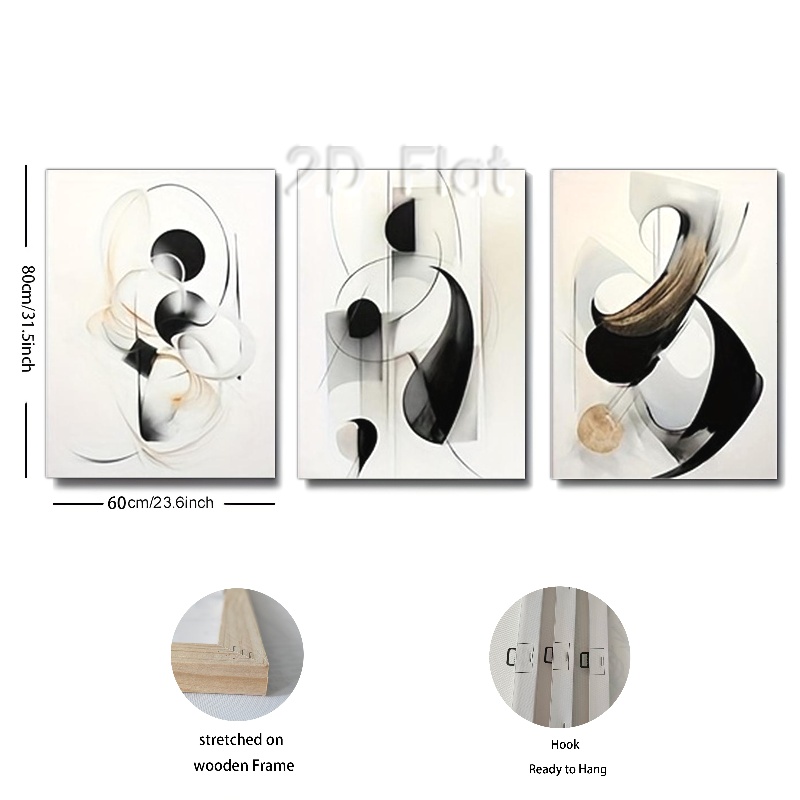 2D Flat
80cm/31.5inch
60cm/23.6inch
stretched on
wooden Frame
Hook
Ready to Hang